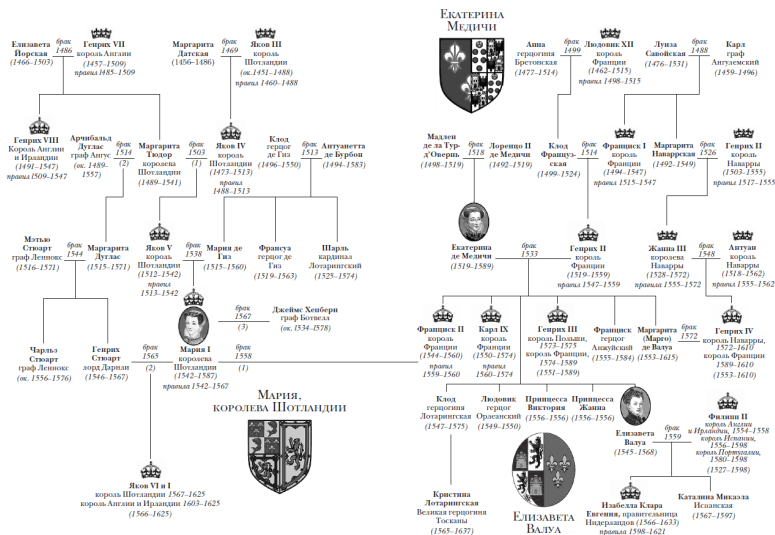 Екатерина
Медичи
Елизавета
Йорская
(1466–1503)
брак
1486
Генрих VII
король Англии
(1457–1509)
правил 1485–1509
Маргарита
Датская
(1456–1486)
брак
1469
Яков III
король
Шотландии
(ок.1451–1488)
правил 1460–1488
Анна
герцогиня
Бретонская
(1477–1514)
брак
1499
Людовик XII
король
Франции
(1462–1515)
правил 1498–1515
Луиза
Савойская
(1476–1531)
брак
1488
Карл
граф
Ангулемский
(1459–1496)
Генрих VIII
Король Англии
и Ирландии
(1491–1547)
правил 1509–1547
Арчибальд
Дуглас
граф Ангус
(ок. 1489–
1557)
брак
1514
(2)
Маргарита
Тюдор
королева
Шотландии
(1489–1541)
брак
1503
(1)
Яков IV
король
Шотландии
(1473–1513)
правил
1488–1513
Клод
герцог
де Гиз
(1496–1550)
брак
1513
Антуанетта
де Бурбон
(1494–1583)
Мадлен
де ла Тур-
д'Овернь
(1498–1519)
брак
1518
Лоренцо II
де Медичи
(1492–1519)
Клод
Француз-
ская
(1499–1524)
брак
1514
Франциск I
король
Франции
(1494–1547)
правил 1515–1547
Маргарита
Наваррская
(1492–1549)
брак
1526
Генрих II
король
Наварры
(1503–1555)
правил 1517–1555
Мэтью
Стюарт
граф Леннокс
(1516–1571)
брак
1544
Маргарита
Дуглас
(1515–1571)
Яков V
король
Шотландии
(1512–1542)
правил
1513–1542
брак
1538
Мария де
Гиз
(1515–1560)
Франсуа
герцог де
Гиз
(1519–1563)
Шарль
кардинал
Лотарингский
(1525–1574)
Екатерина
де Медичи
(1519–1589)
брак
1533
Генрих II
король
Франции
(1519–1559)
правил 1547–1559
Жанна III
королева
Наварры
(1528–1572)
правила 1555–1572
брак
1548
Антуан
король
Наварры
(1518–1562)
правил 1555–1562
брак
1567
(3)
Джеймс Хепберн
граф Ботвелл
(ок. 1534–1578)
Чарльз
Стюарт
граф Леннокс
(ок. 1556–1576)
Генрих
Стюарт
лорд Дарнли
(1546–1567)
брак
1565
(2)
Мария I
королева
Шотландии
(1542–1587)
правила 1542–1567
брак
1558
(1)
Франциск II
король
Франции
(1544–1560)
правил
1559–1560
Карл IX
король
Франции
(1550–1574)
правил
1560–1574
Генрих III
король Польши,
1573–1575
король Франции,
1574–1589
(1551–1589)
Франциск
герцог
Анжуйский
(1555–1584)
Маргарита
(Марго)
де Валуа
(1553–1615)
брак
1572
Генрих IV
король Наварры,
1572–1610
король Франции
1589–1610
(1553–1610)
Мария,
королева Шотландии
Клод
герцогиня
Лотарингская
(1547–1575)
Людовик
герцог
Орлеанский
(1549–1550)
Принцесса
Виктория
(1556–1556)
Принцесса
Жанна
(1556–1556)
Елизавета
Валуа
(1545–1568)
брак
1559
Филипп II
король Англии
и Ирландии, 1554–1558
король Испании,
1556–1598
король Португалии,
1580–1598
(1527–1598)
Яков VI и I
король Шотландии 1567–1625
король Англии и Ирландии 1603–1625
(1566–1625)
Кристина
Лотарингская
Великая герцогиня
Тосканы
(1565–1637)
Елизавета
Валуа
Изабелла Клара
Евгения, правительница
Нидерландов (1566–1633)
правила 1598–1621
Каталина Микаэла
Испанская
(1567–1597)